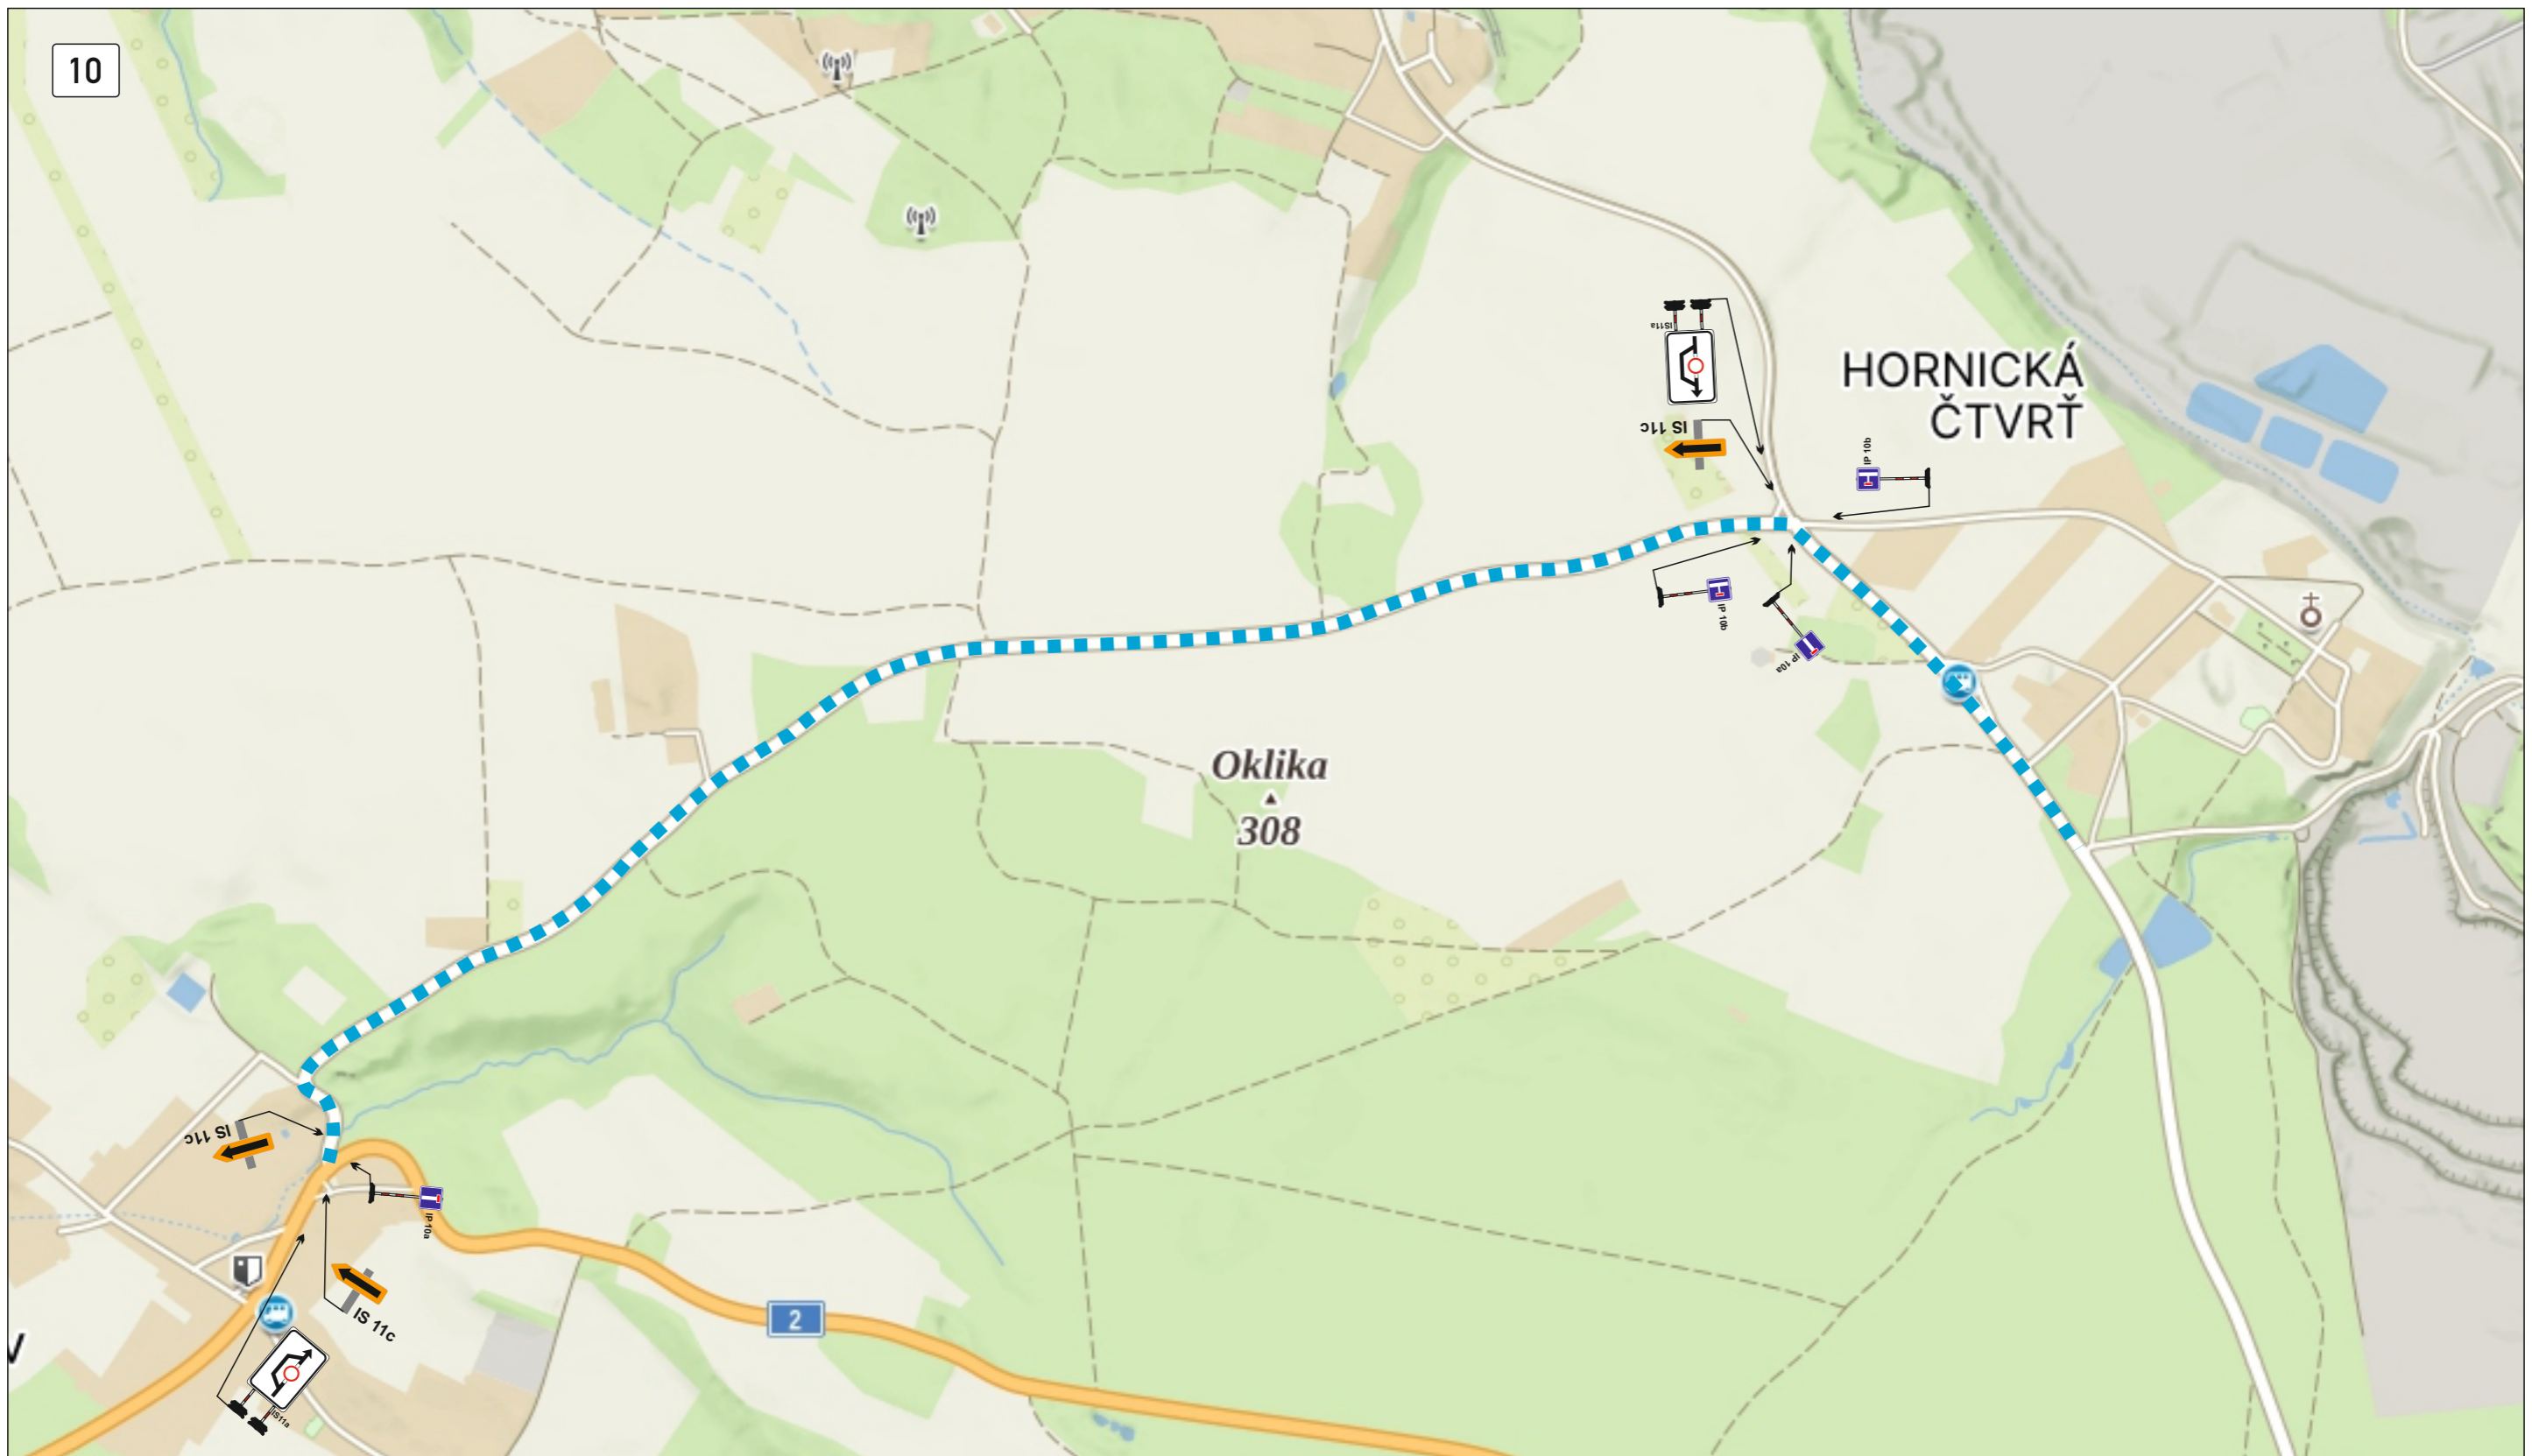 10
IS11a
HORNICKÁ
ČTVRŤ
IS 11c
IP 10b
IP 10b
IP 10a
Oklika
308
IS 11c
IP 10a
IS 11c
2
V
IS11a